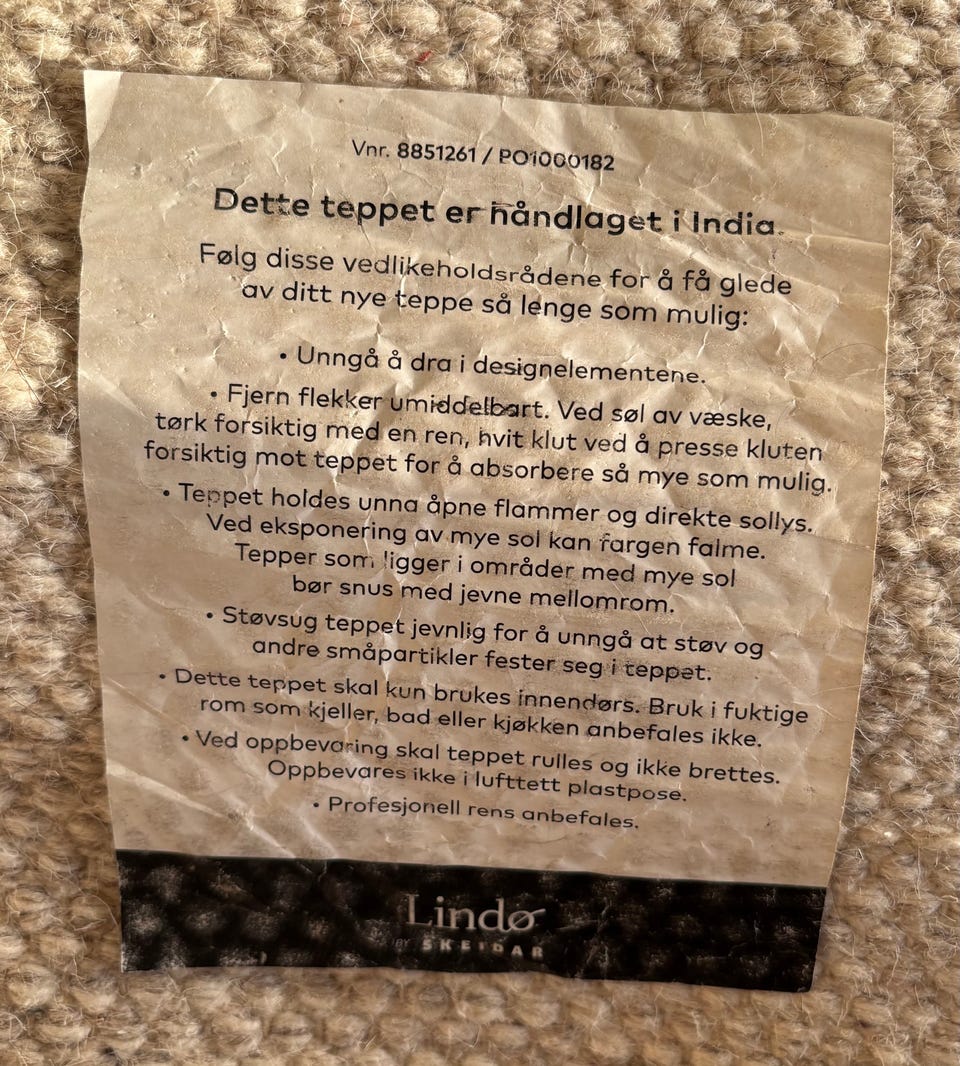 Vnr. 8851261 / PO1000182
Dette teppet er håndlaget i India.
Følg disse vedlikeholdsrådene for å få glede
av ditt nye teppe så lenge som mulig:
• Unngå å dra i designelementene.
• Fjern flekker umiddelbart. Ved søl av væske,
tørk forsiktig med en ren, hvit klut ved å presse kluten
forsiktig mot teppet for å absorbere så mye som mulig.
• Teppet holdes unna åpne flammer og direkte sollys.
Ved eksponering av mye sol kan fargen falme.
Tepper som ligger i områder med mye sol
bør snus med jevne mellomrom.
• Støvsug teppet jevnlig for å unngå at støv og
andre småpartikler fester seg i teppet.
• Dette teppet skal kun brukes innendørs. Bruk i fuktige
rom som kjeller, bad eller kjøkken anbefales ikke.
• Ved oppbevaring skal teppet rulles og ikke brettes.
Oppbevares ikke i lufttett plastpose.
• Profesjonell rens anbefales.
Lindø
BY SKEIDAR